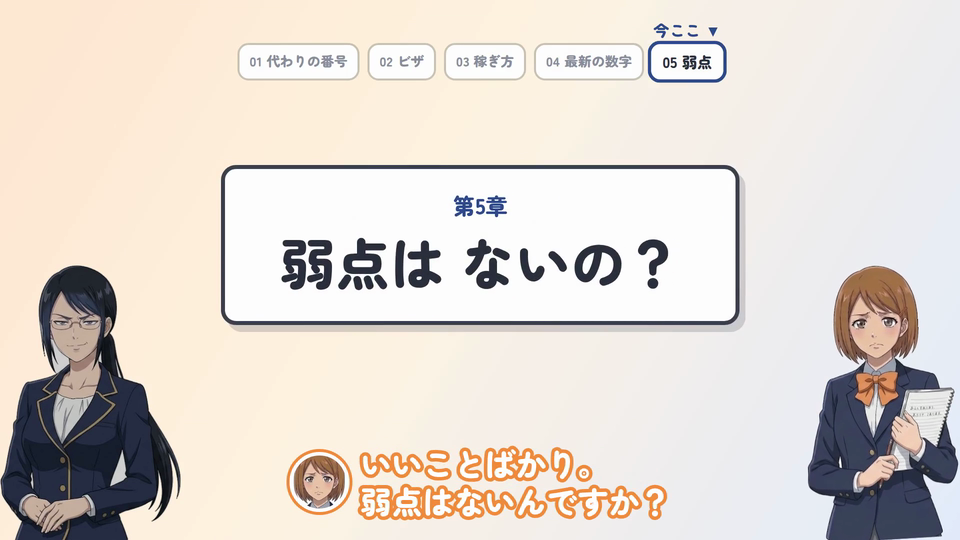 今ここ ▼
01 代わりの番号
02 ビザ
03 稼ぎ方
04 最新の数字
05 弱点
第5章
弱点は ないの？
いいことばかり。
弱点はないんですか？